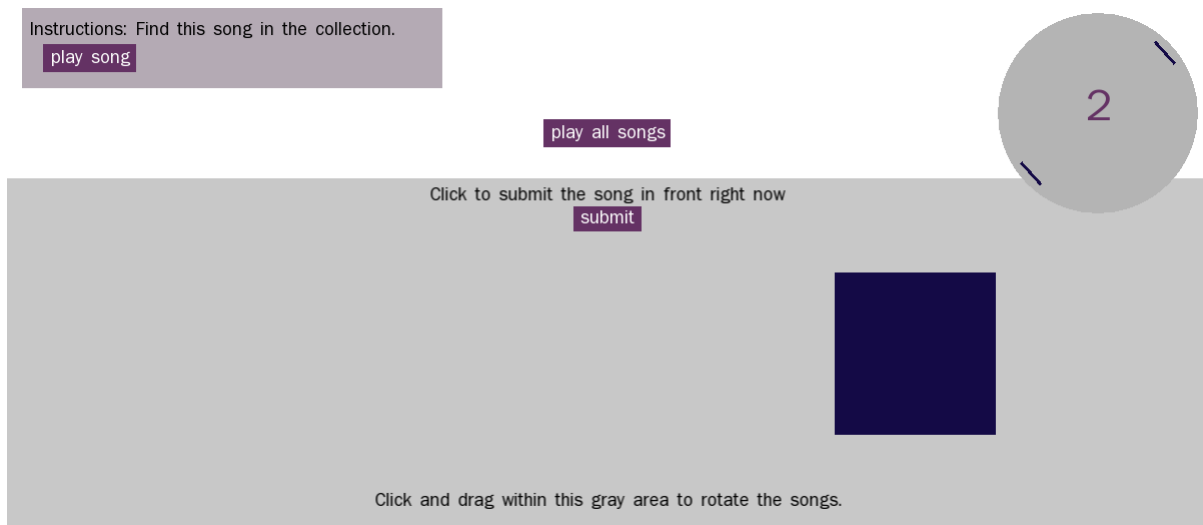 Instructions: Find this song in the collection.
play song
2
play all songs
Click to submit the song in front right now
submit
Click and drag within this gray area to rotate the songs.